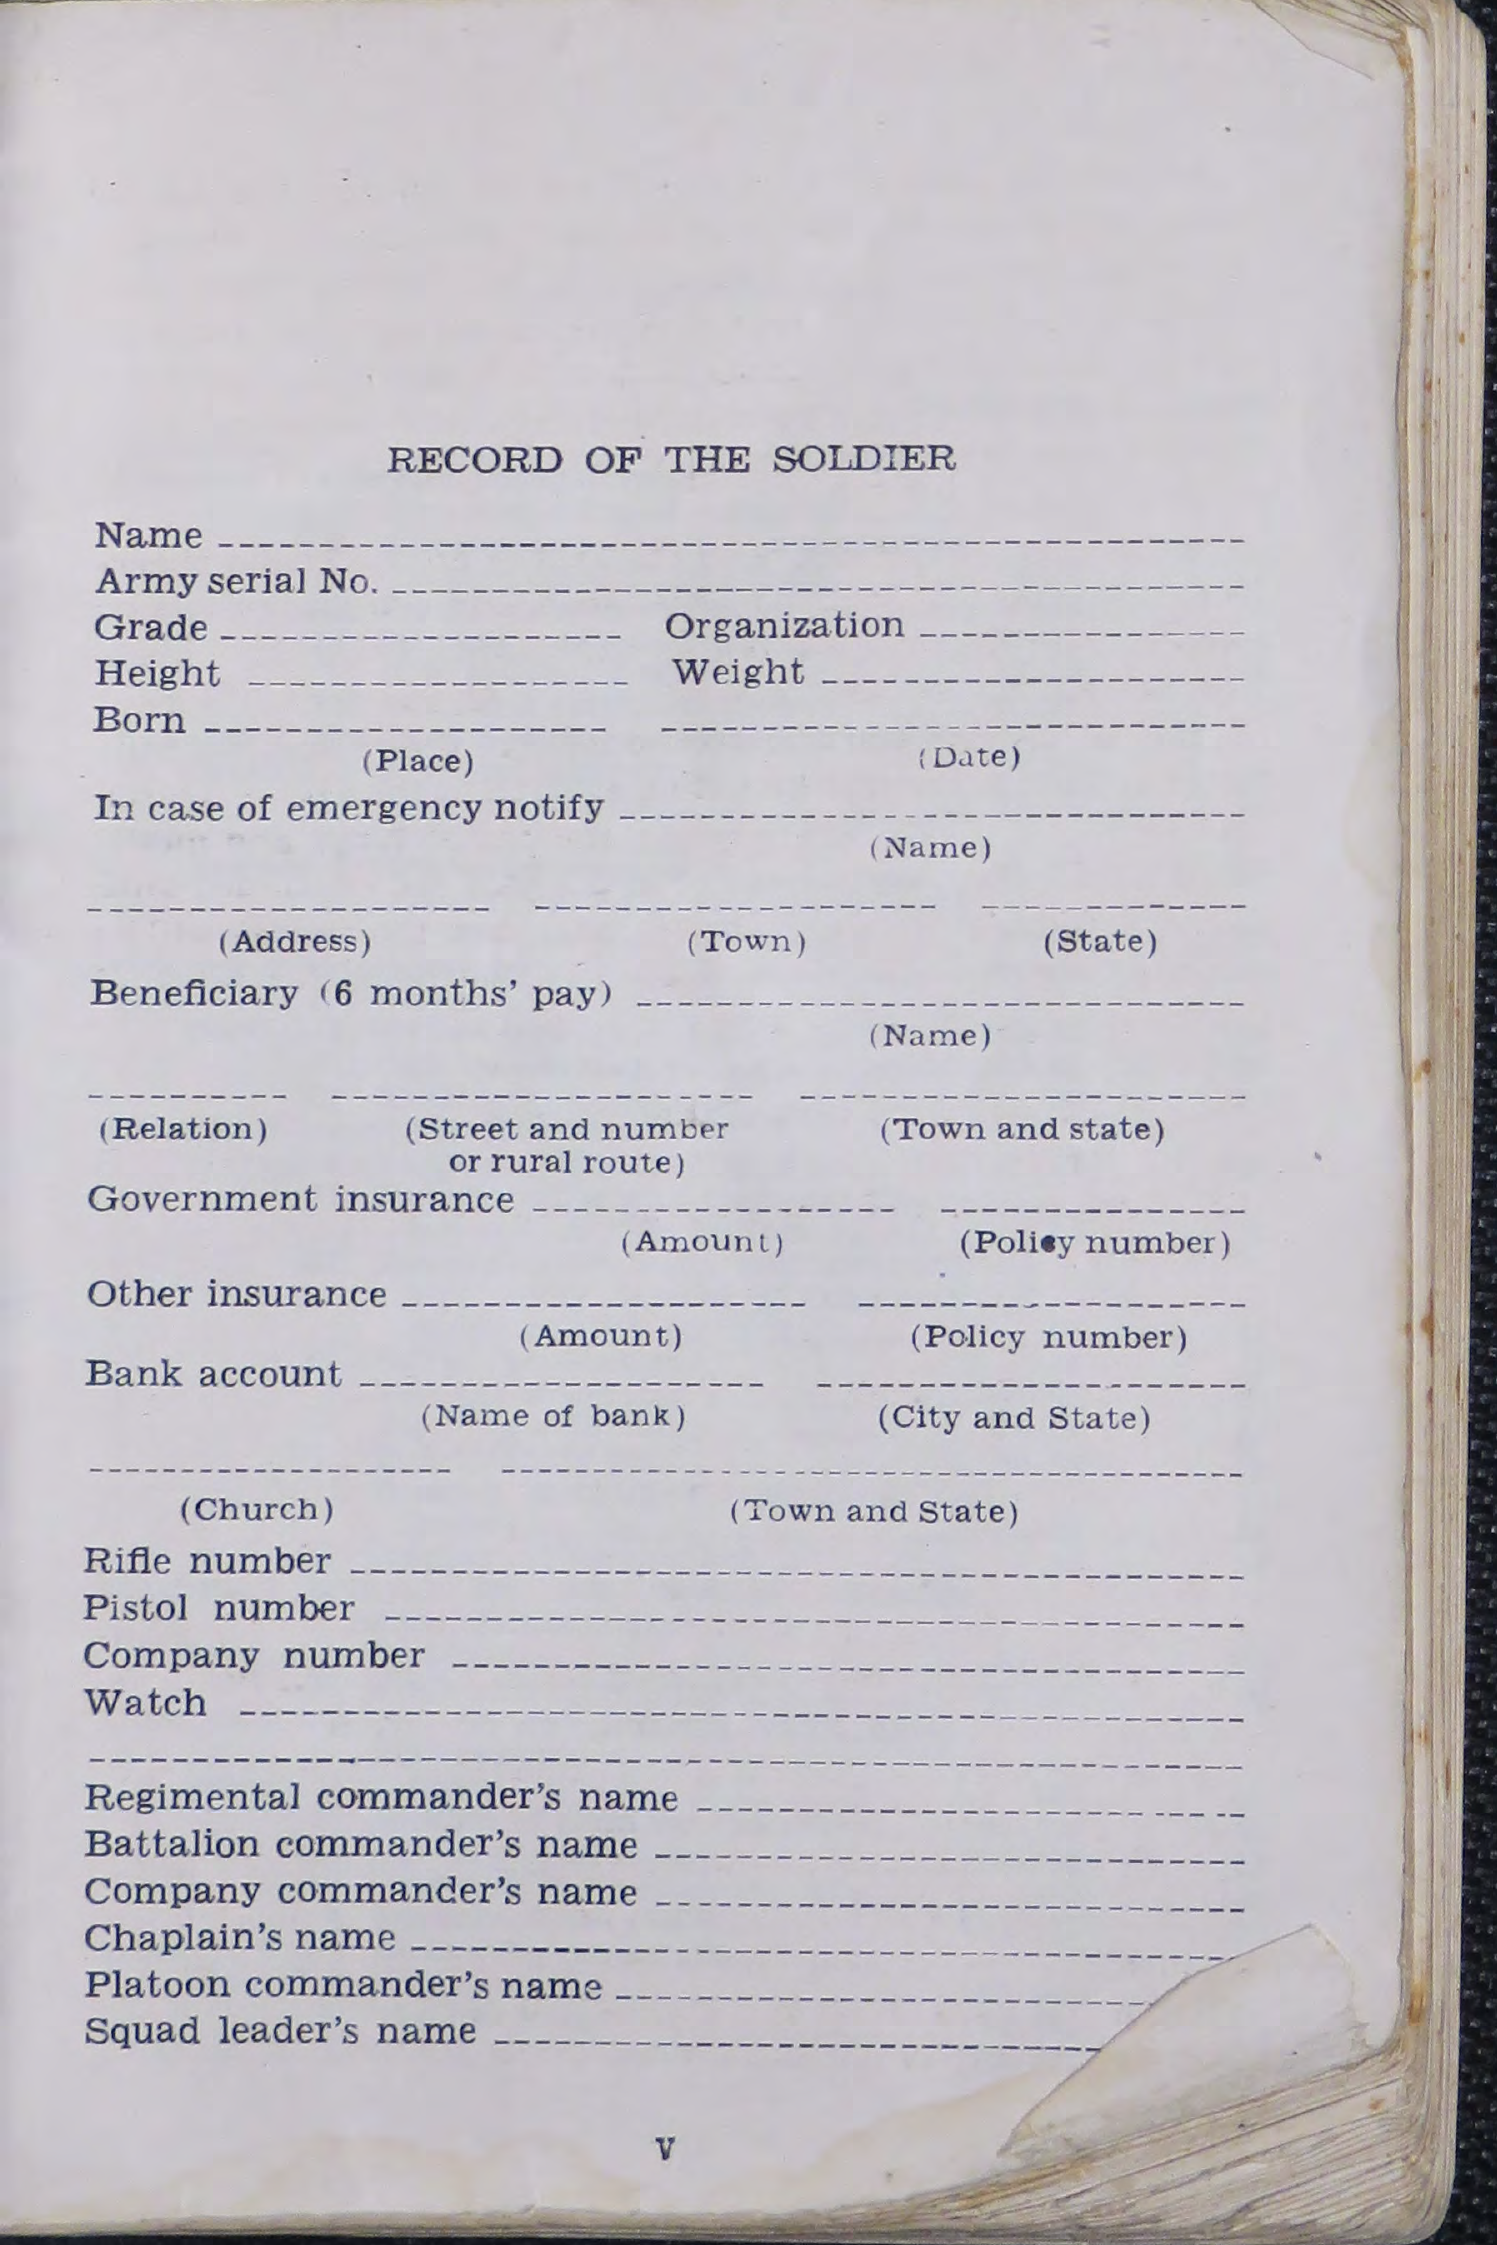 RECORD OF THE SOLDIER
Name
Army serial No.
Grade Organization
Height Weight
Born
(Place) (Date)
In case of emergency notify
(Name)
(Address) (Town) (State)
Beneficiary (6 months' pay)
(Name)
(Relation) (Street and number (Town and state)
or rural route)
Government insurance
(Amount) (Policy number)
Other insurance
(Amount) (Policy number)
Bank account
(Name of bank) (City and State)
(Church) (Town and State)
Rifle number
Pistol number
Company number
Watch
Regimental commander's name
Battalion commander's name
Company commander's name
Chaplain's name
Platoon commander's name
Squad leader's name
V